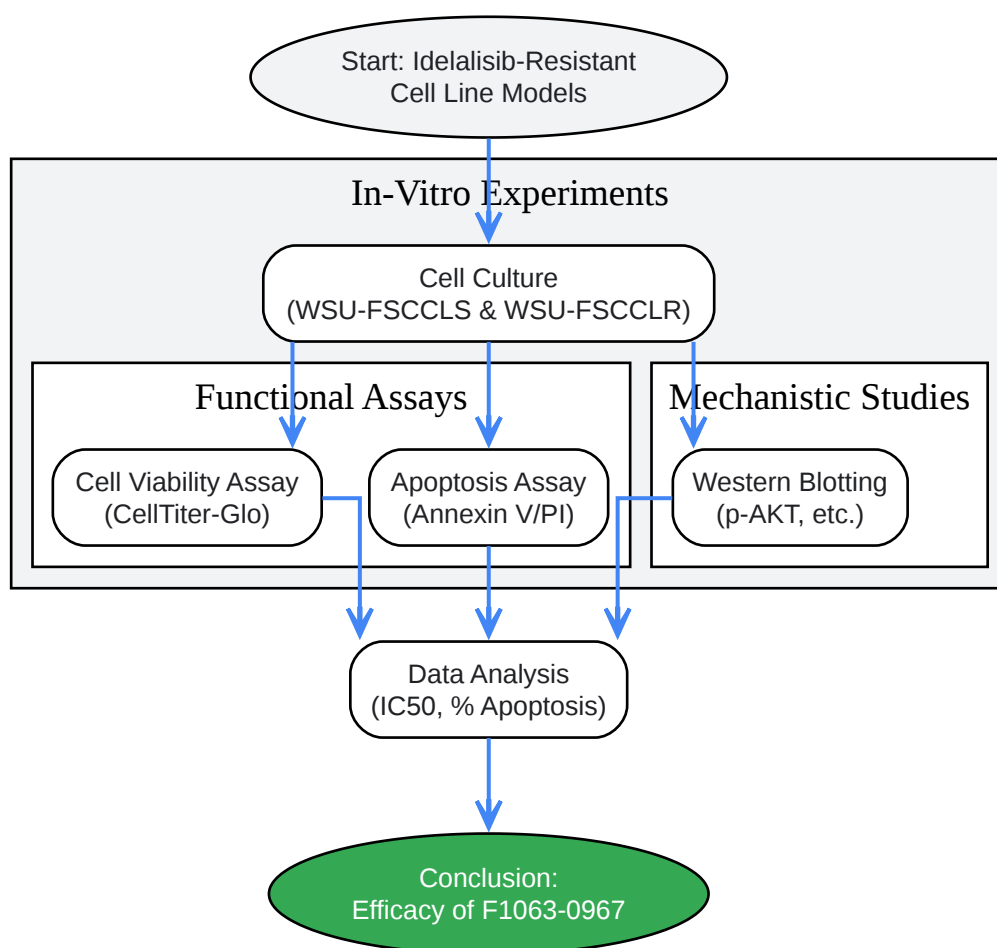 Start: Idelalisib-Resistant
Cell Line Models
In-Vitro Experiments
Cell Culture
(WSU-FSCCLS & WSU-FSCCLR)
Functional Assays
Mechanistic Studies
Cell Viability Assay
(CellTiter-Glo)
Apoptosis Assay
(Annexin V/PI)
Western Blotting
(p-AKT, etc.)
Data Analysis
(IC50, % Apoptosis)
Conclusion:
Efficacy of F1063-0967